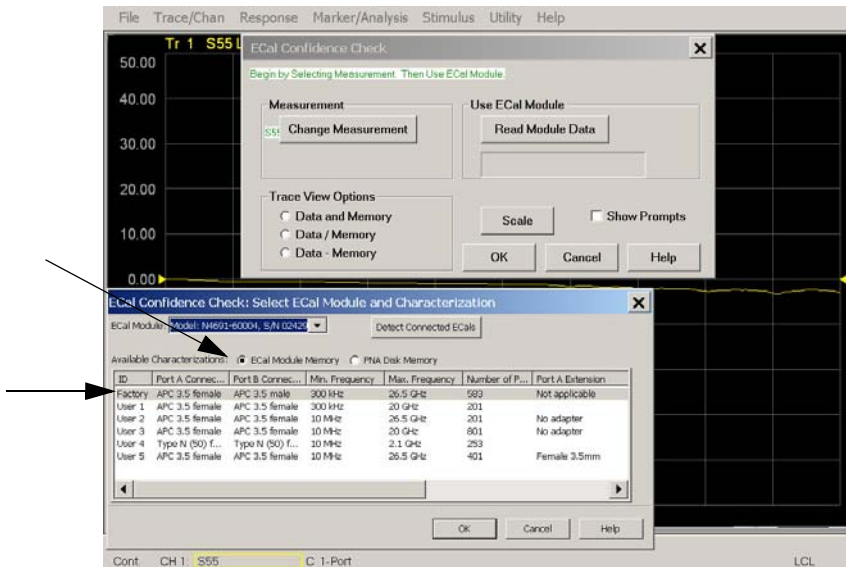 File Trace/Chan Response Marker/Analysis Stimulus Utility Help
Tr 1 S55 L
50.00
40.00
30.00
20.00
10.00
0.00
ECal Confidence Check
Begin by Selecting Measurement. Then Use ECal Module.
Measurement
S55
Change Measurement
Use ECal Module
Read Module Data
Trace View Options
Data and Memory
Data / Memory
Data - Memory
Scale
Show Prompts
OK Cancel Help
ECal Confidence Check: Select ECal Module and Characterization
ECal Module: Model: N4691-60004, S/N 02429
Detect Connected ECals
Available Characterizations: ECal Module Memory PNA Disk Memory
ID Port A Connec... Port B Connec... Min. Frequency Max. Frequency Number of P... Port A Extension
Factory APC 3.5 female APC 3.5 male 300 kHz 26.5 GHz 583 Not applicable
User 1 APC 3.5 female APC 3.5 female 300 kHz 20 GHz 201
User 2 APC 3.5 female APC 3.5 female 10 MHz 26.5 GHz 201 No adapter
User 3 APC 3.5 female APC 3.5 female 10 MHz 20 GHz 801 No adapter
User 4 Type N (50) f... Type N (50) f... 10 MHz 2.1 GHz 253
User 5 APC 3.5 female APC 3.5 female 10 MHz 26.5 GHz 401 Female 3.5mm
OK Cancel Help
Cont. CH 1: S55 C 1-Port LCL